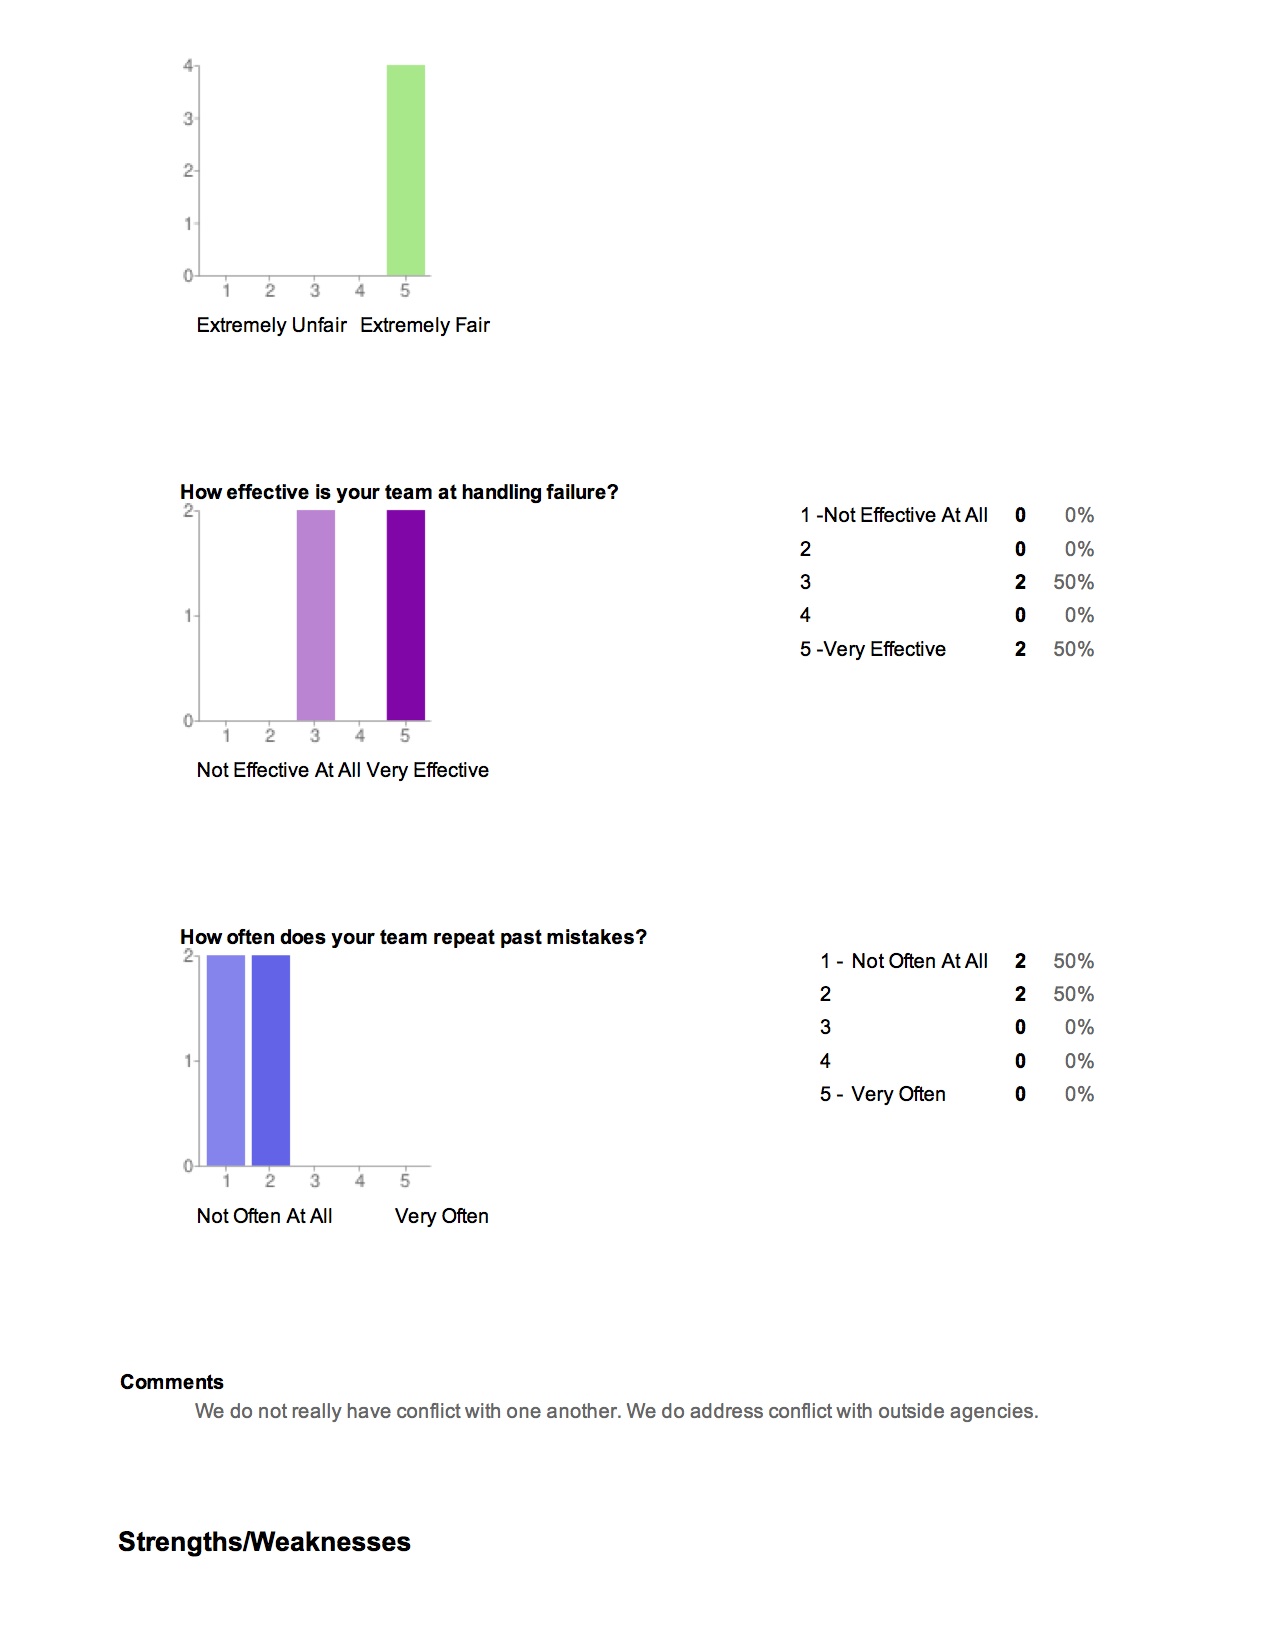 4
3
2
1
0
1 2 3 4 5
Extremely Unfair Extremely Fair
How effective is your team at handling failure?
2
1
0
1 2 3 4 5
Not Effective At All Very Effective
1 -Not Effective At All 0 0%
2 0 0%
3 2 50%
4 0 0%
5 -Very Effective 2 50%
How often does your team repeat past mistakes?
2
1
0
1 2 3 4 5
Not Often At All Very Often
1 - Not Often At All 2 50%
2 2 50%
3 0 0%
4 0 0%
5 - Very Often 0 0%
Comments
We do not really have conflict with one another. We do address conflict with outside agencies.
Strengths/Weaknesses